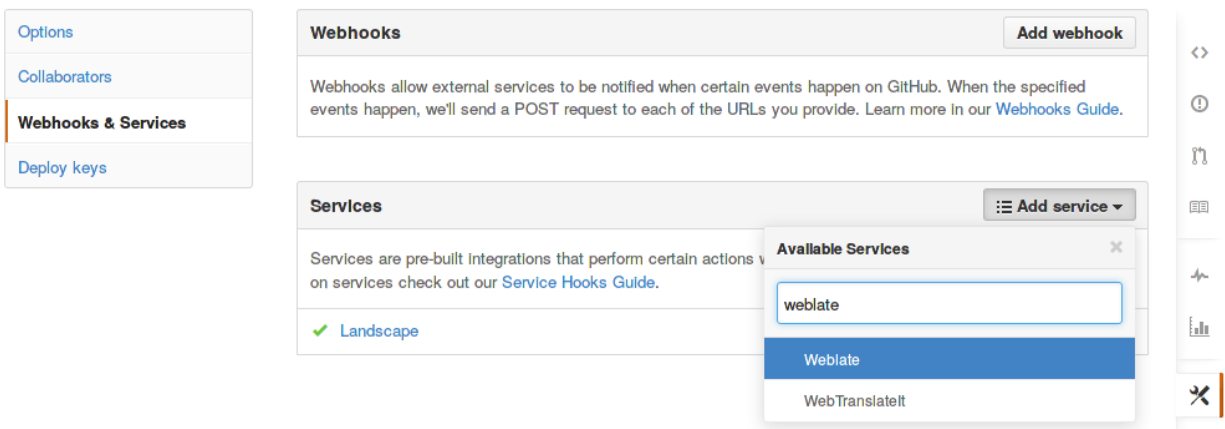 Options
Collaborators
Webhooks & Services
Deploy keys
Webhooks
Add webhook
Webhooks allow external services to be notified when certain events happen on GitHub. When the specified
events happen, we'll send a POST request to each of the URLs you provide. Learn more in our Webhooks Guide.
Services
Add service
Services are pre-built integrations that perform certain actions
on services check out our Service Hooks Guide.
Landscape
Available Services
weblate
Weblate
WebTranslateIt